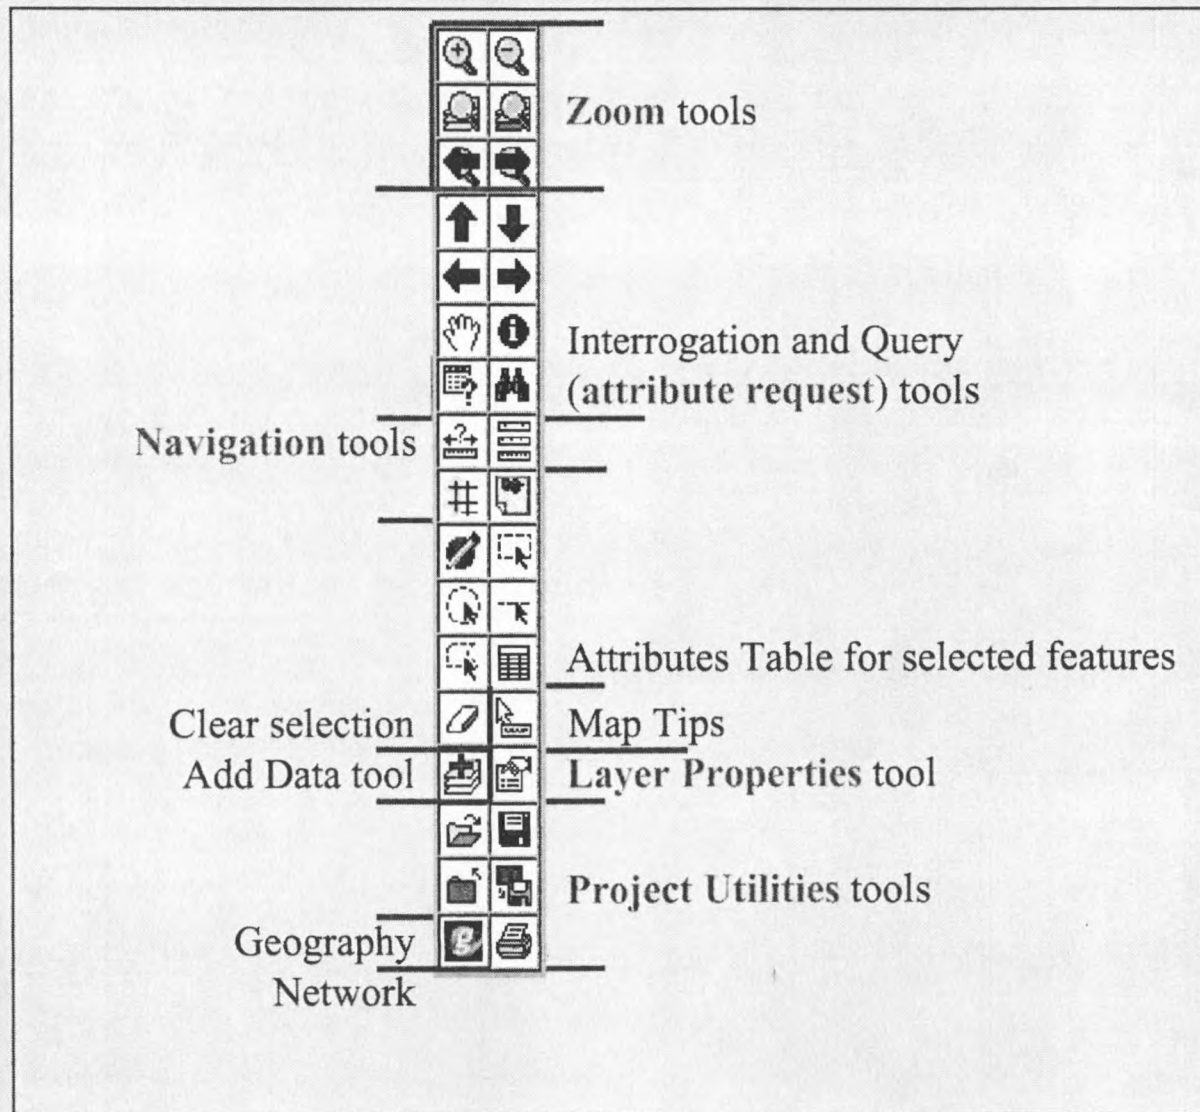 Zoom tools
Interrogation and Query
(attribute request) tools
Navigation tools
Attributes Table for selected features
Clear selection
Map Tips
Add Data tool
Layer Properties tool
Project Utilities tools
Geography
Network